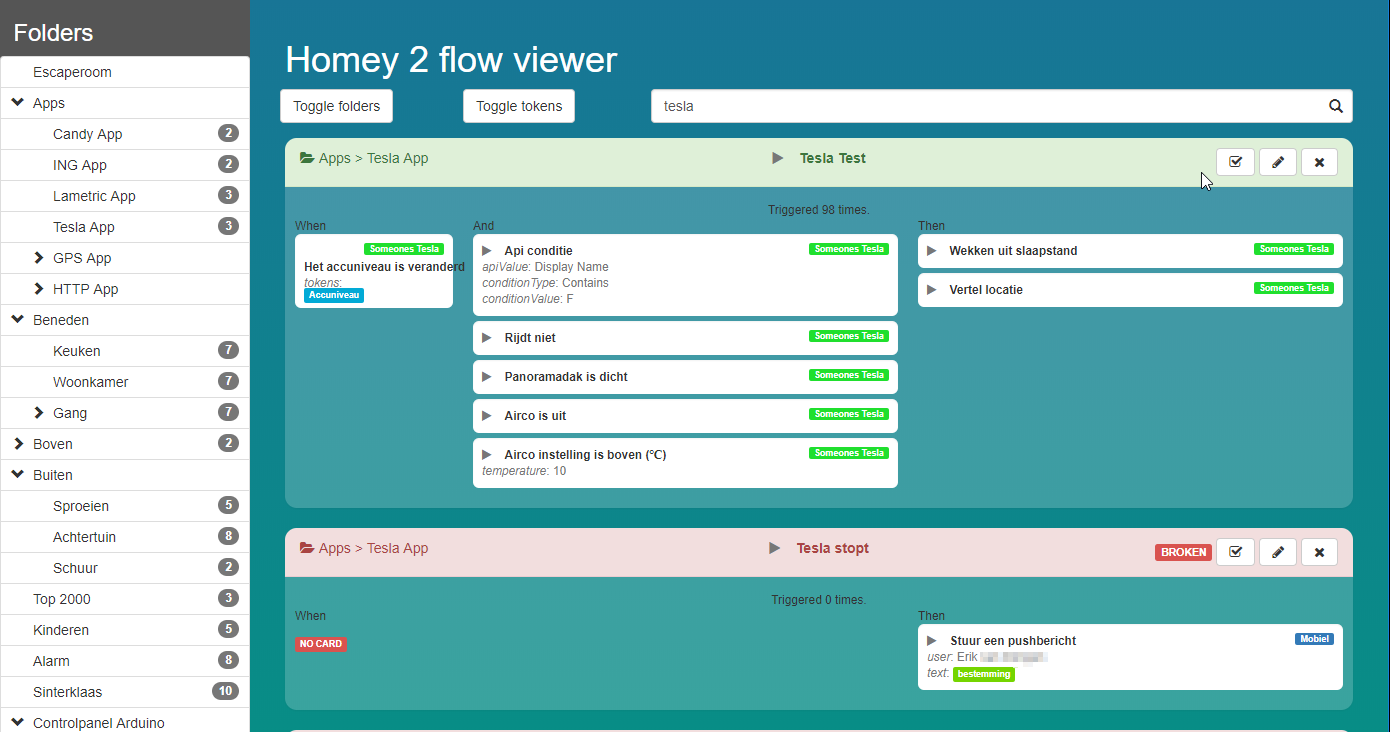 Folders
Escaperoom
Apps
Candy App 2
ING App 2
Lametric App 3
Tesla App 3
GPS App
HTTP App
Beneden
Keuken 7
Woonkamer 7
Gang 7
Boven 2
Buiten
Sproeien 5
Achtertuin 8
Schuur 2
Top 2000 3
Kinderen 5
Alarm 8
Sinterklaas 10
Controlpanel Arduino
Homey 2 flow viewer
Toggle folders Toggle tokens tesla
Apps > Tesla App Tesla Test
Triggered 98 times.
When
Someones Tesla
Het accuniveau is veranderd
tokens:
Accuniveau
And
Api conditie Someones Tesla
apiValue: Display Name
conditionType: Contains
conditionValue: F
Rijdt niet Someones Tesla
Panoramadak is dicht Someones Tesla
Airco is uit Someones Tesla
Airco instelling is boven (°C) Someones Tesla
temperature: 10
Then
Wekken uit slaapstand Someones Tesla
Vertel locatie Someones Tesla
Apps > Tesla App Tesla stopt BROKEN
Triggered 0 times.
When
NO CARD
Then
Stuur een pushbericht Mobiel
user: Erik
text: bestemming